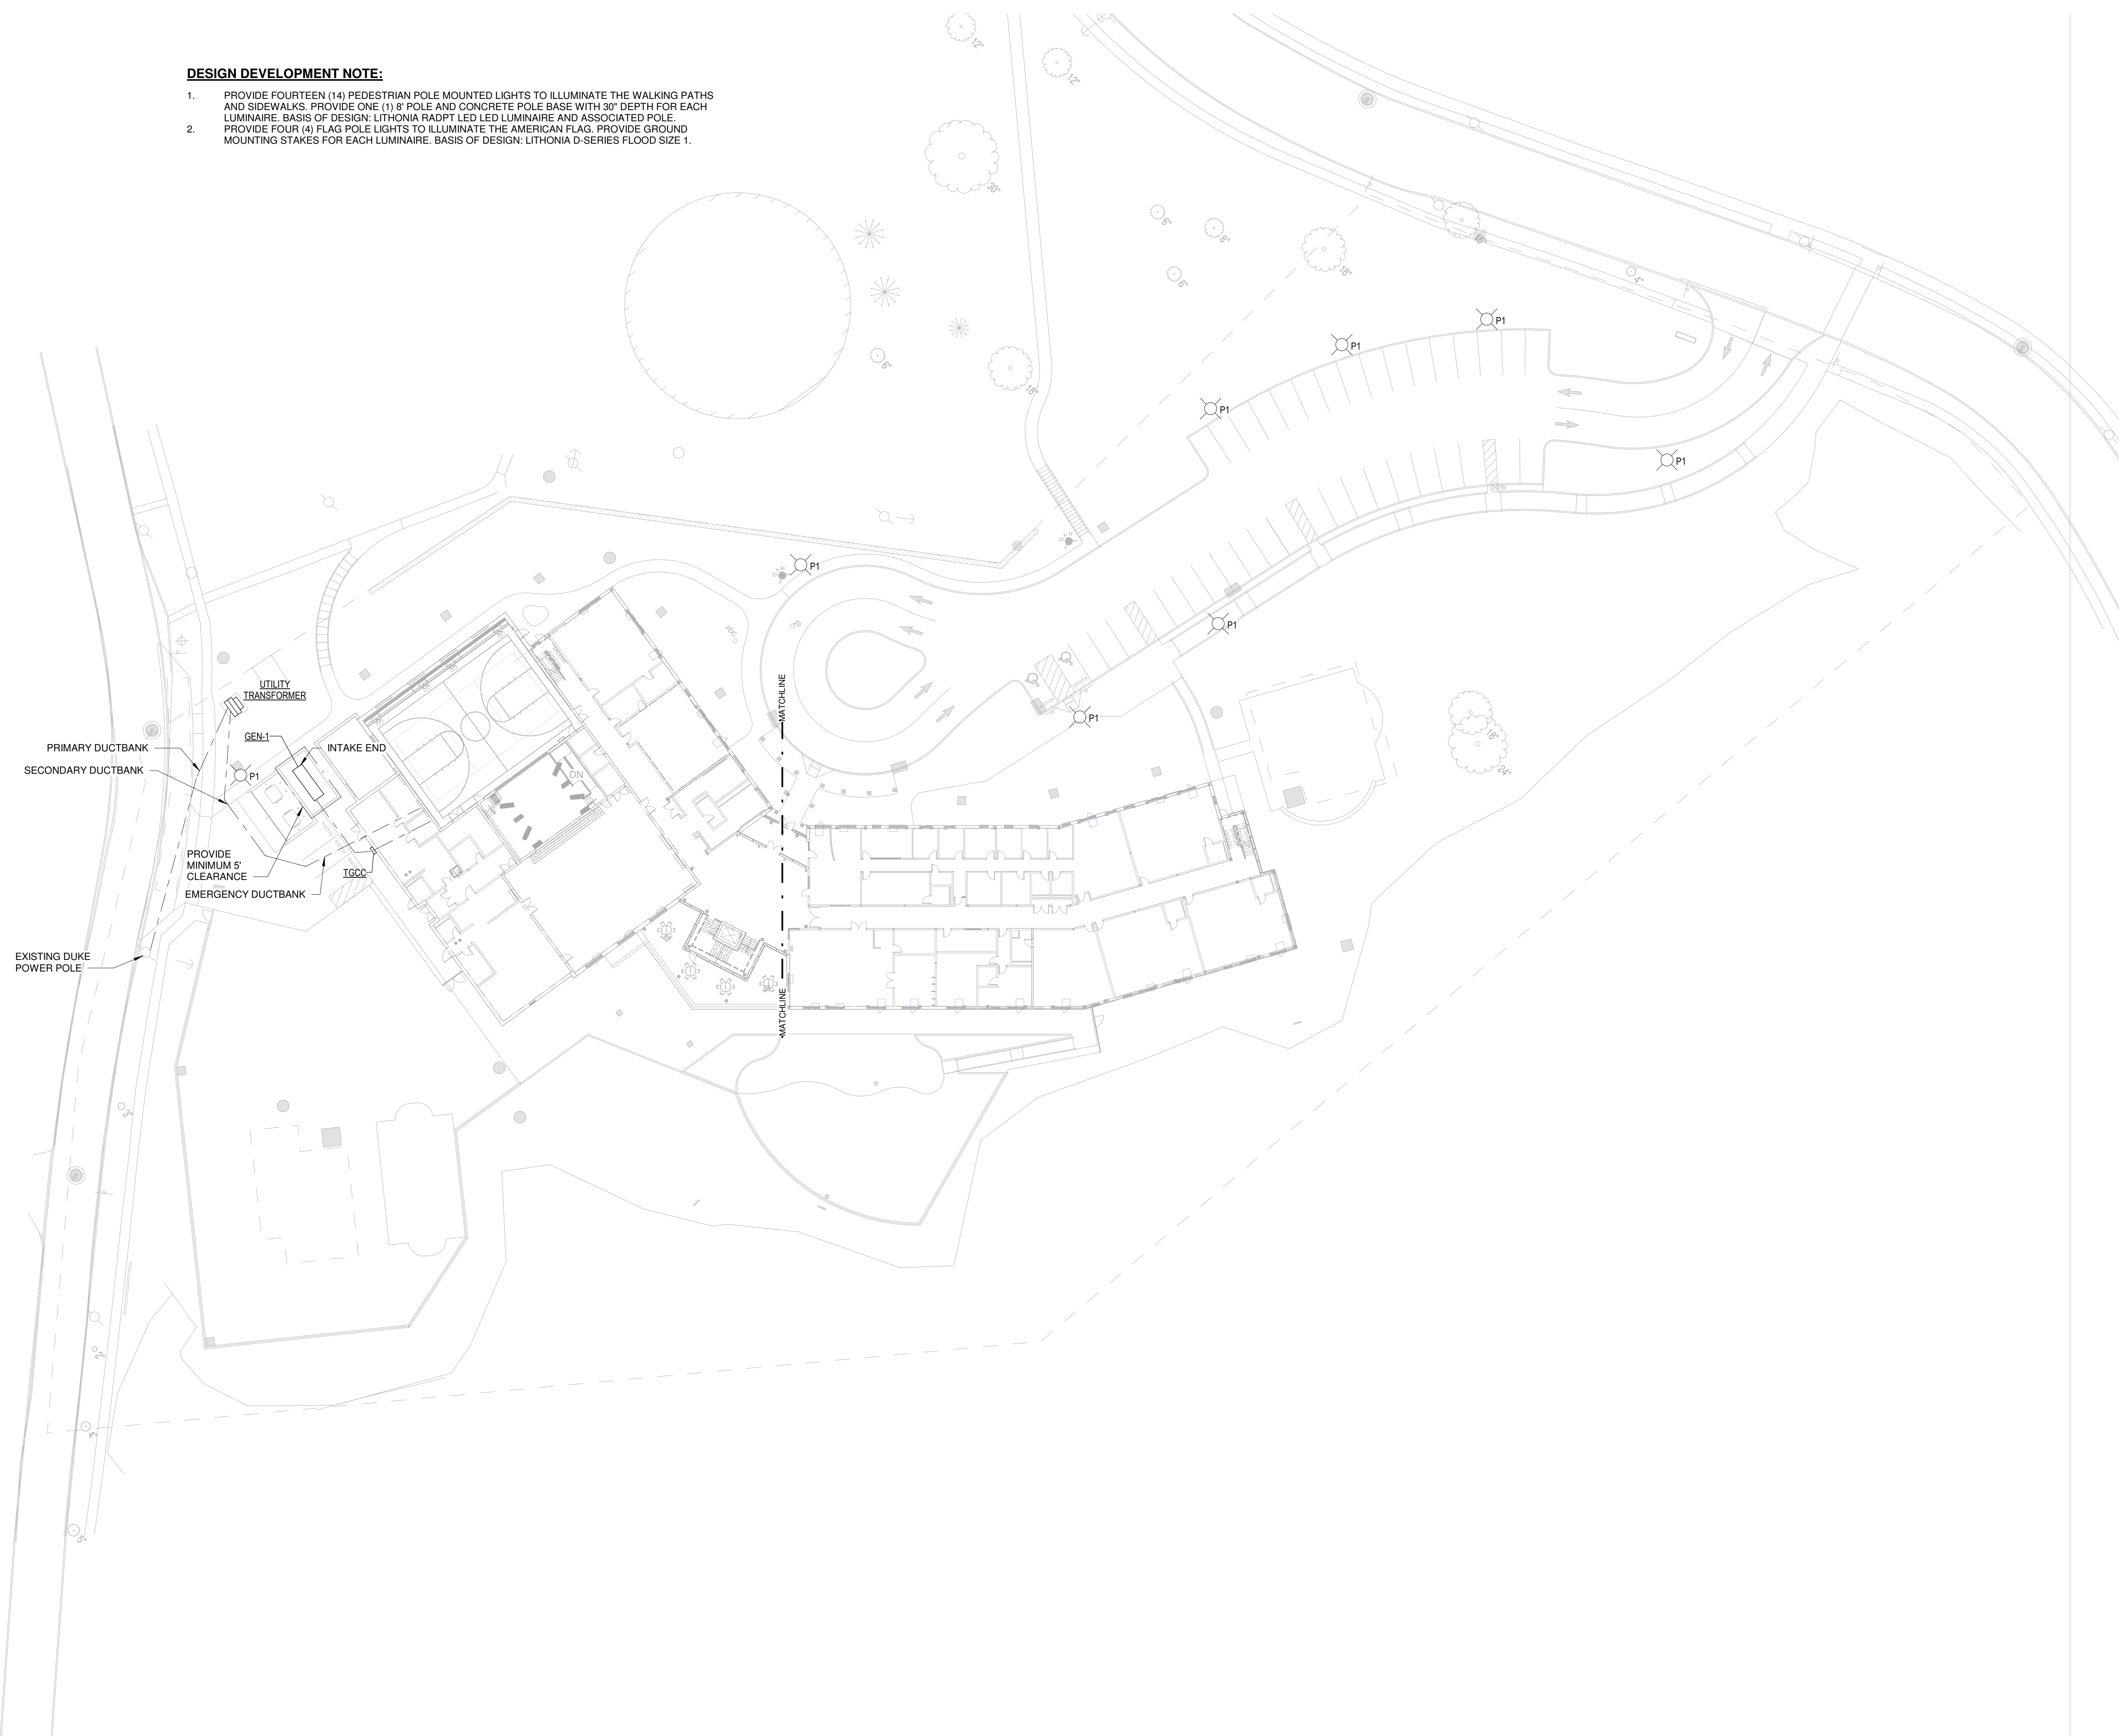 DESIGN DEVELOPMENT NOTE:
1. PROVIDE FOURTEEN (14) PEDESTRIAN POLE MOUNTED LIGHTS TO ILLUMINATE THE WALKING PATHS
AND SIDEWALKS. PROVIDE ONE (1) 8' POLE AND CONCRETE POLE BASE WITH 30" DEPTH FOR EACH
LUMINAIRE. BASIS OF DESIGN: LITHONIA RADPT LED LED LUMINAIRE AND ASSOCIATED POLE.
2. PROVIDE FOUR (4) FLAG POLE LIGHTS TO ILLUMINATE THE AMERICAN FLAG. PROVIDE GROUND
MOUNTING STAKES FOR EACH LUMINAIRE. BASIS OF DESIGN: LITHONIA D-SERIES FLOOD SIZE 1.
12"
12"
30"
6"
8"
18"
6"
4"
6"
18"
P1
P1
P1
P1
P1
P1
P1
FDC
UTILITY
TRANSFORMER
MATCHLINE
GEN-1
INTAKE END
PRIMARY DUCTBANK
SECONDARY DUCTBANK
P1
DN
18"
24"
PROVIDE
MINIMUM 5'
CLEARANCE
TGCC
EMERGENCY DUCTBANK
EXISTING DUKE
POWER POLE
MATCHLINE
3"
2"
4"
5"